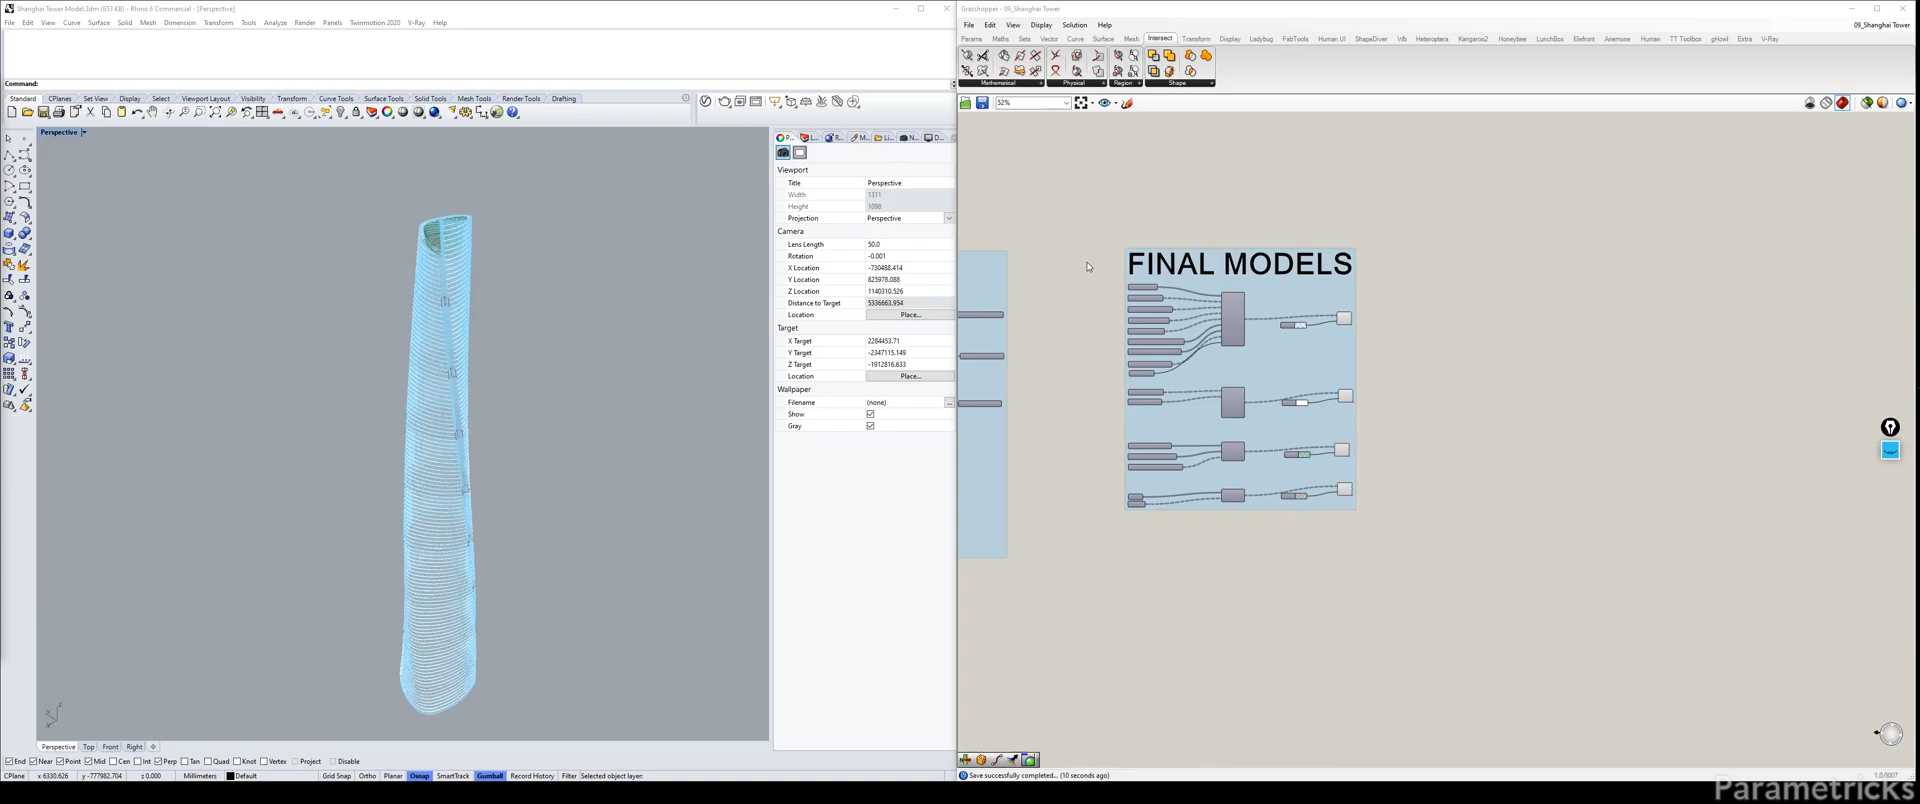 Shanghai Tower Model.3dm (653 KB) - Rhino 6 Commercial - [Perspective]
File Edit View Curve Surface Solid Mesh Dimension Transform Tools Analyze Render Panels Twinmotion 2020 V-Ray Help
Command:
Standard CPlanes Set View Display Select Viewport Layout Visibility Transform Curve Tools Surface Tools Solid Tools Mesh Tools Render Tools Drafting
Perspective
P... L... R... M... Li... N... D...
Viewport
Title Perspective
Width 1311
Height 1098
Projection Perspective
Camera
Lens Length 50.0
Rotation -0.001
X Location -730488.414
Y Location 825978.088
Z Location 1140310.526
Distance to Target 5336663.954
Location Place...
Target
X Target 2284453.71
Y Target -2347115.149
Z Target -1912816.633
Location Place...
Wallpaper
Filename (none) ...
Show
Gray
Perspective Top Front Right
End Near Point Mid Cen Int Perp Tan Quad Knot Vertex Project Disable
CPlane x 6330.626 y -777982.704 z 0.000 Millimeters Default Grid Snap Ortho Planar Osnap SmartTrack Gumball Record History Filter Selected object layer:
Grasshopper - 09_Shanghai Tower
File Edit View Display Solution Help 09_Shanghai Tower
Params Maths Sets Vector Curve Surface Mesh Intersect Transform Display Ladybug FabTools Human UI ShapeDiver Wb Heteroptera Kangaroo2 Honeybee LunchBox Elefront Anemone Human TT Toolbox gHowl Extra V-Ray
Mathematical Physical Region Shape
52%
FINAL MODELS
Save successfully completed... (10 seconds ago)
1.0.0007
Parametricks